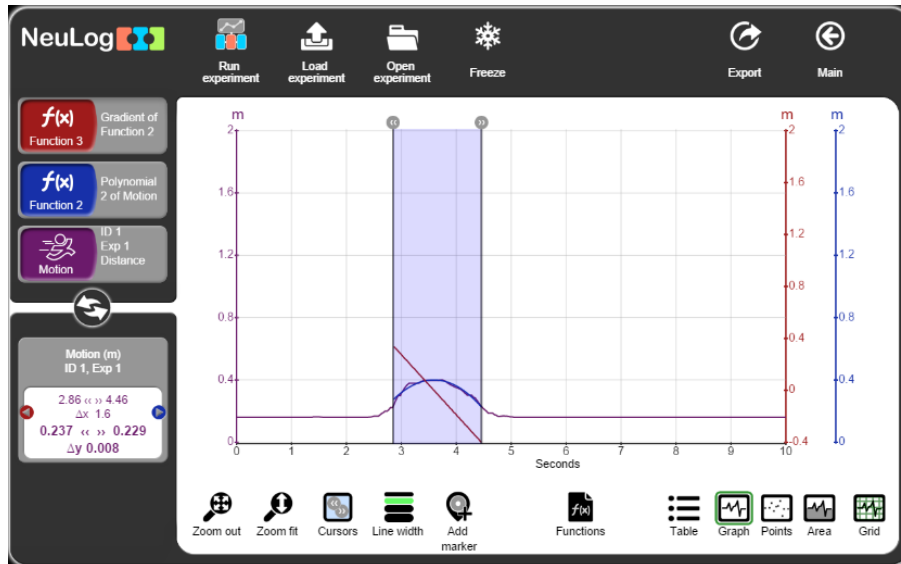 NeuLog
Run
experiment
Load
experiment
Open
experiment
Freeze
Export
Main
f(x)
Function 3
Gradient of
Function 2
f(x)
Function 2
Polynomial
2 of Motion
Motion
ID 1
Exp 1
Distance
Motion (m)
ID 1, Exp 1
2.86 ‹‹ ›› 4.46
Δx 1.6
0.237 ‹‹ ›› 0.229
Δy 0.008
m
2
1.6
1.2
0.8
0.4
0
‹‹
››
m
2
1.6
1.2
0.8
0.4
0
-0.4
m
2
1.6
1.2
0.8
0.4
0
0 1 2 3 4 5 6 7 8 9 10
Seconds
Zoom out
Zoom fit
Cursors
Line width
Add
marker
f(x)
Functions
Table
Graph
Points
Area
Grid